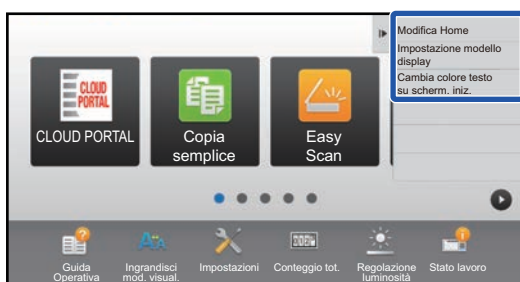 Modifica Home
Impostazione modello
display
Cambia colore testo
su scherm. iniz.
CLOUD
PORTAL
CLOUD PORTAL
Copia
semplice
Easy
Scan
Guida
Operativa
Ingrandisci
mod. visual.
Impostazioni
Conteggio tot.
Regolazione
luminosità
Stato lavoro